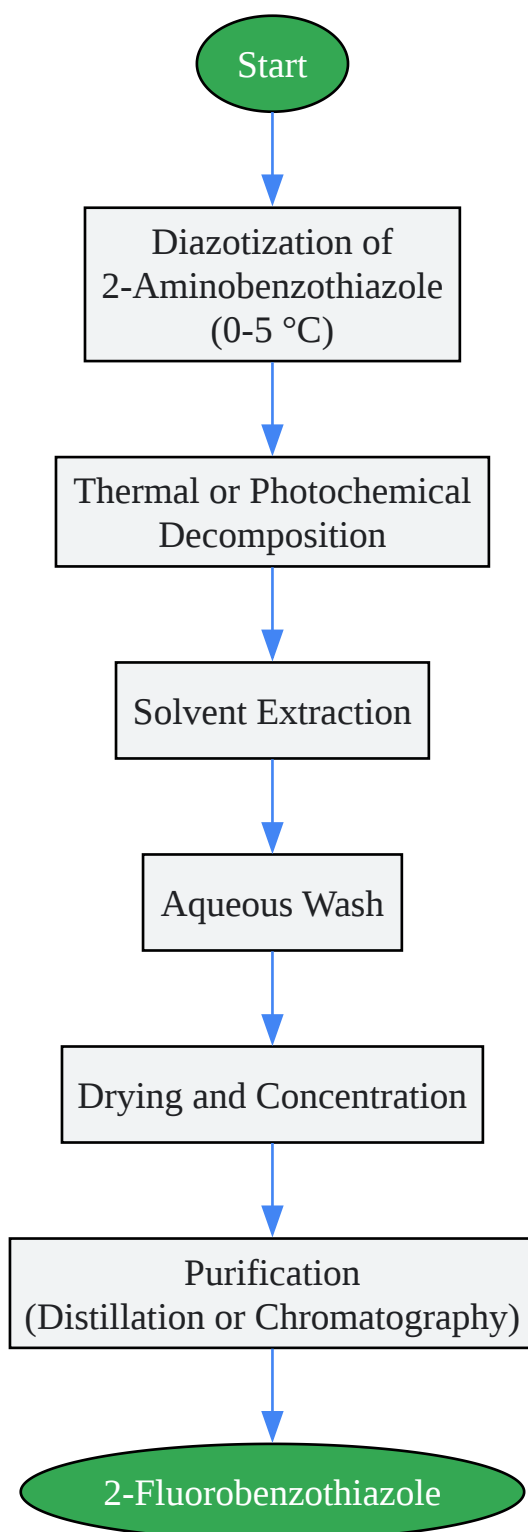 Start
Diazotization of
2-Aminobenzothiazole
(0-5 °C)
Thermal or Photochemical
Decomposition
Solvent Extraction
Aqueous Wash
Drying and Concentration
Purification
(Distillation or Chromatography)
2-Fluorobenzothiazole